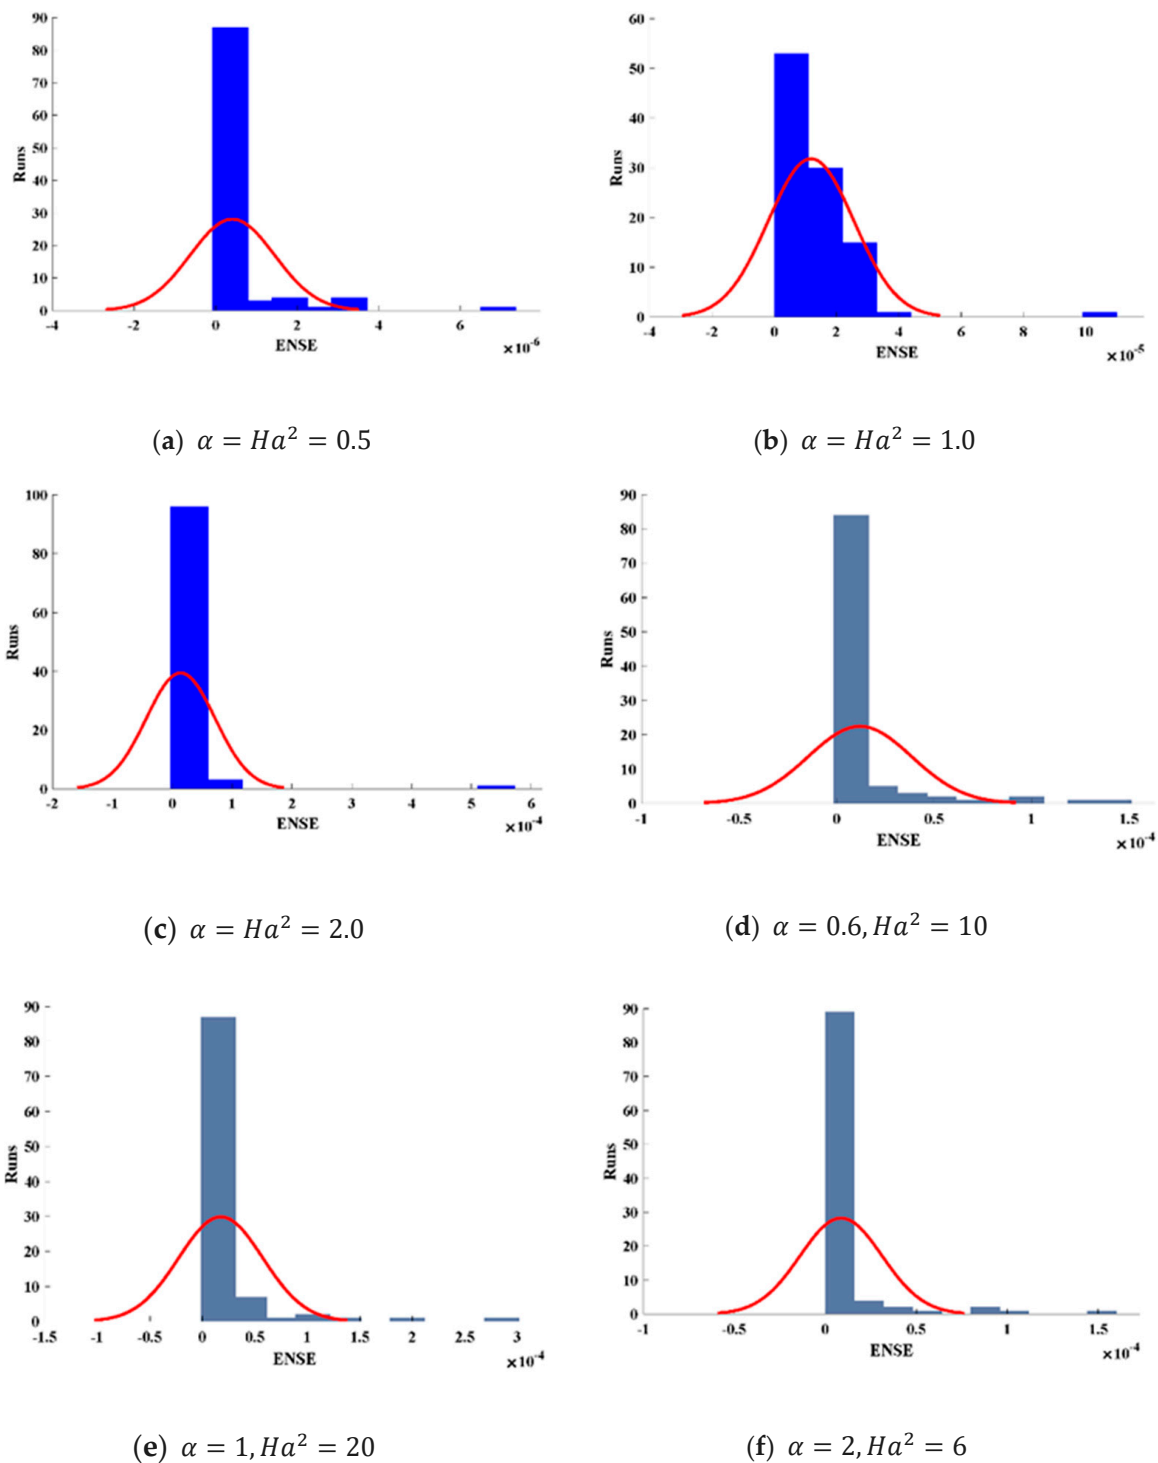 90
80
70
60
50
40
30
20
10
0
Runs
-4 -2 0 2 4 6
ENSE
×10⁻⁶
(a) α = Ha² = 0.5
60
50
40
30
20
10
0
Runs
-4 -2 0 2 4 6 8 10
ENSE
×10⁻⁵
(b) α = Ha² = 1.0
100
80
60
40
20
0
Runs
-2 -1 0 1 2 3 4 5 6
ENSE
×10⁻⁴
(c) α = Ha² = 2.0
90
80
70
60
50
40
30
20
10
0
Runs
-1 -0.5 0 0.5 1 1.5
ENSE
×10⁻⁴
(d) α = 0.6, Ha² = 10
90
80
70
60
50
40
30
20
10
0
Runs
-1.5 -1 -0.5 0 0.5 1 1.5 2 2.5 3
ENSE
×10⁻⁴
(e) α = 1, Ha² = 20
90
80
70
60
50
40
30
20
10
0
Runs
-1 -0.5 0 0.5 1 1.5
ENSE
×10⁻⁴
(f) α = 2, Ha² = 6